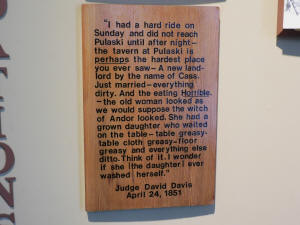 "I had a hard ride on
Sunday and did not reach
Pulaski until after night—
the tavern at Pulaski is
perhaps the hardest place
you ever saw— A new land-
lord by the name of Cass.
Just married—everything
dirty. And the eating Horrible.
—the old woman looked as
we would suppose the witch
of Andor looked. She had a
grown daughter who waited
on the table—table greasy-
table cloth greasy-floor
greasy and everything else
ditto. Think of it. I wonder
if she (the daughter) ever
washed herself."
Judge David Davis
April 24, 1851